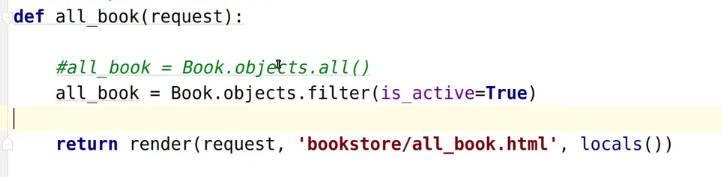 def all_book(request):
#all_book = Book.objects.all()
all_book = Book.objects.filter(is_active=True)
return render(request, 'bookstore/all_book.html', locals())